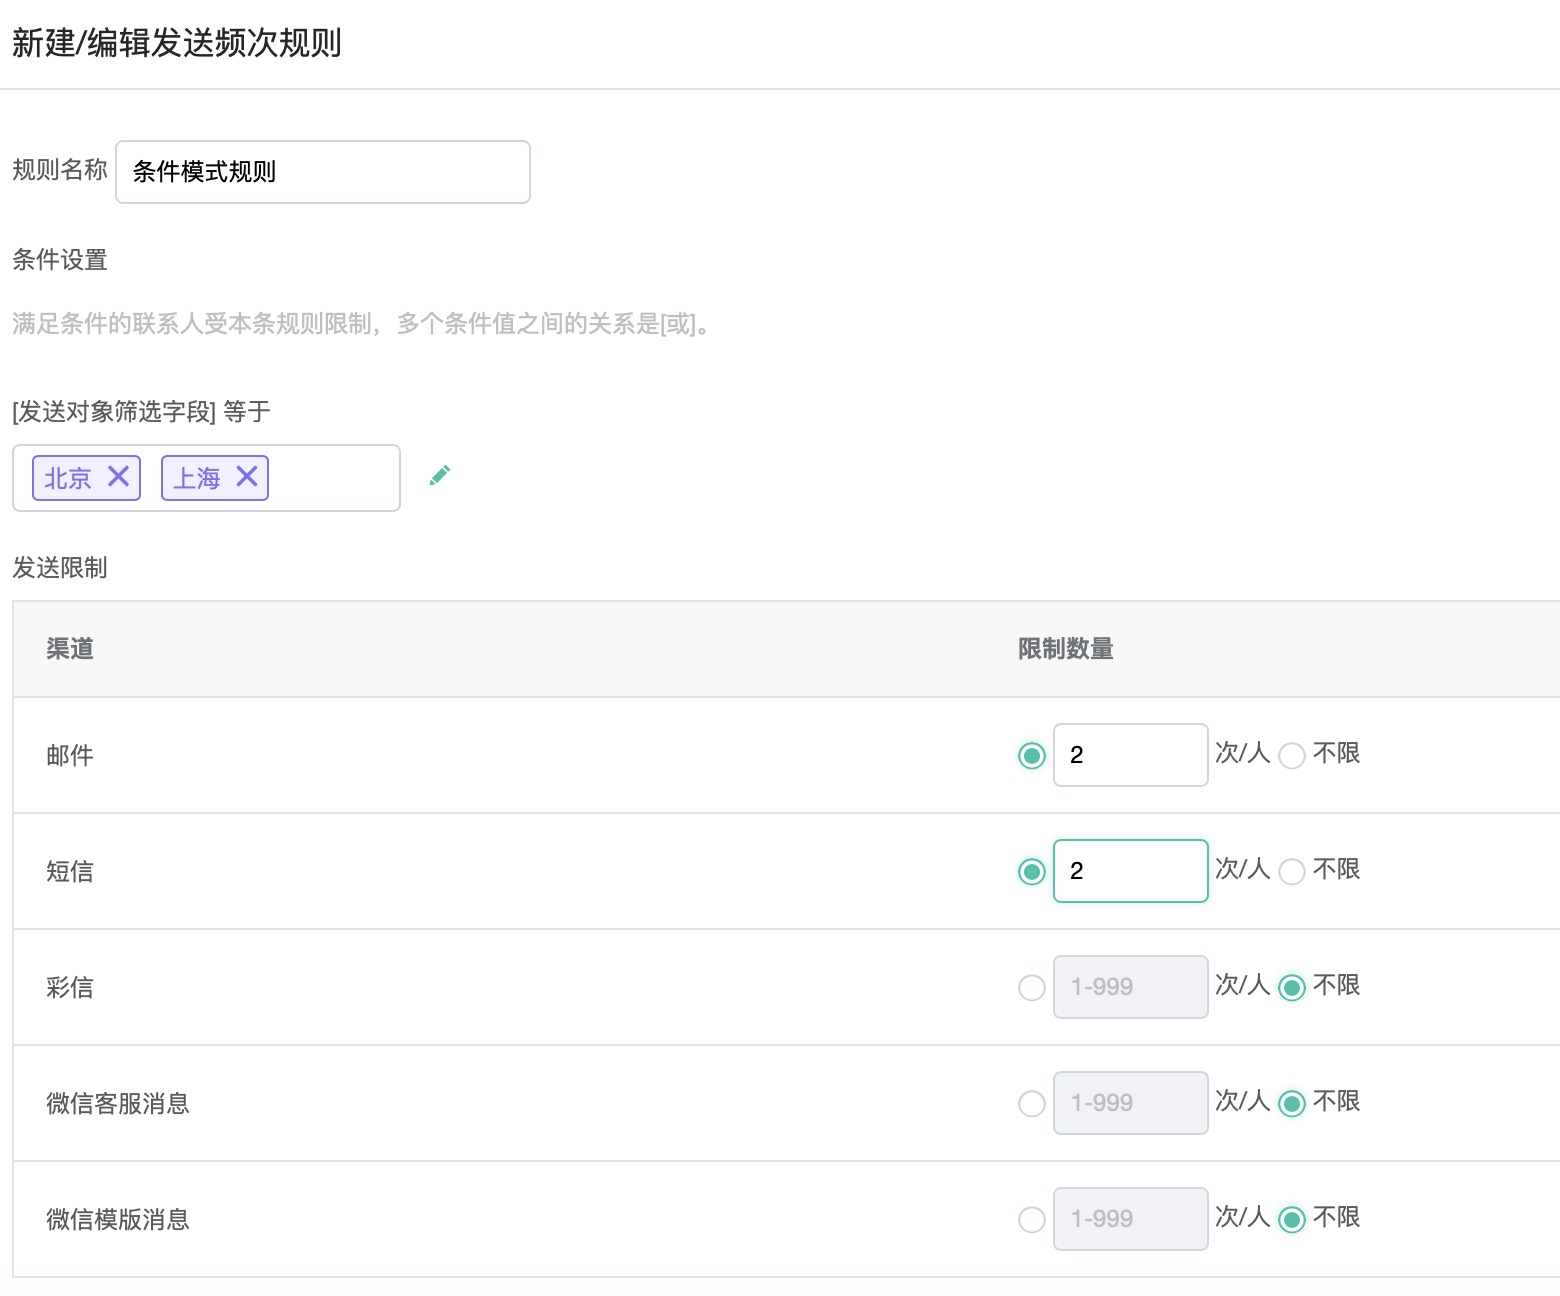 新建/编辑发送频次规则
规则名称 条件模式规则
条件设置
满足条件的联系人受本条规则限制，多个条件值之间的关系是[或]。
[发送对象筛选字段] 等于
北京 上海
发送限制
渠道 限制数量
邮件 2 次/人 不限
短信 2 次/人 不限
彩信 1-999 次/人 不限
微信客服消息 1-999 次/人 不限
微信模版消息 1-999 次/人 不限